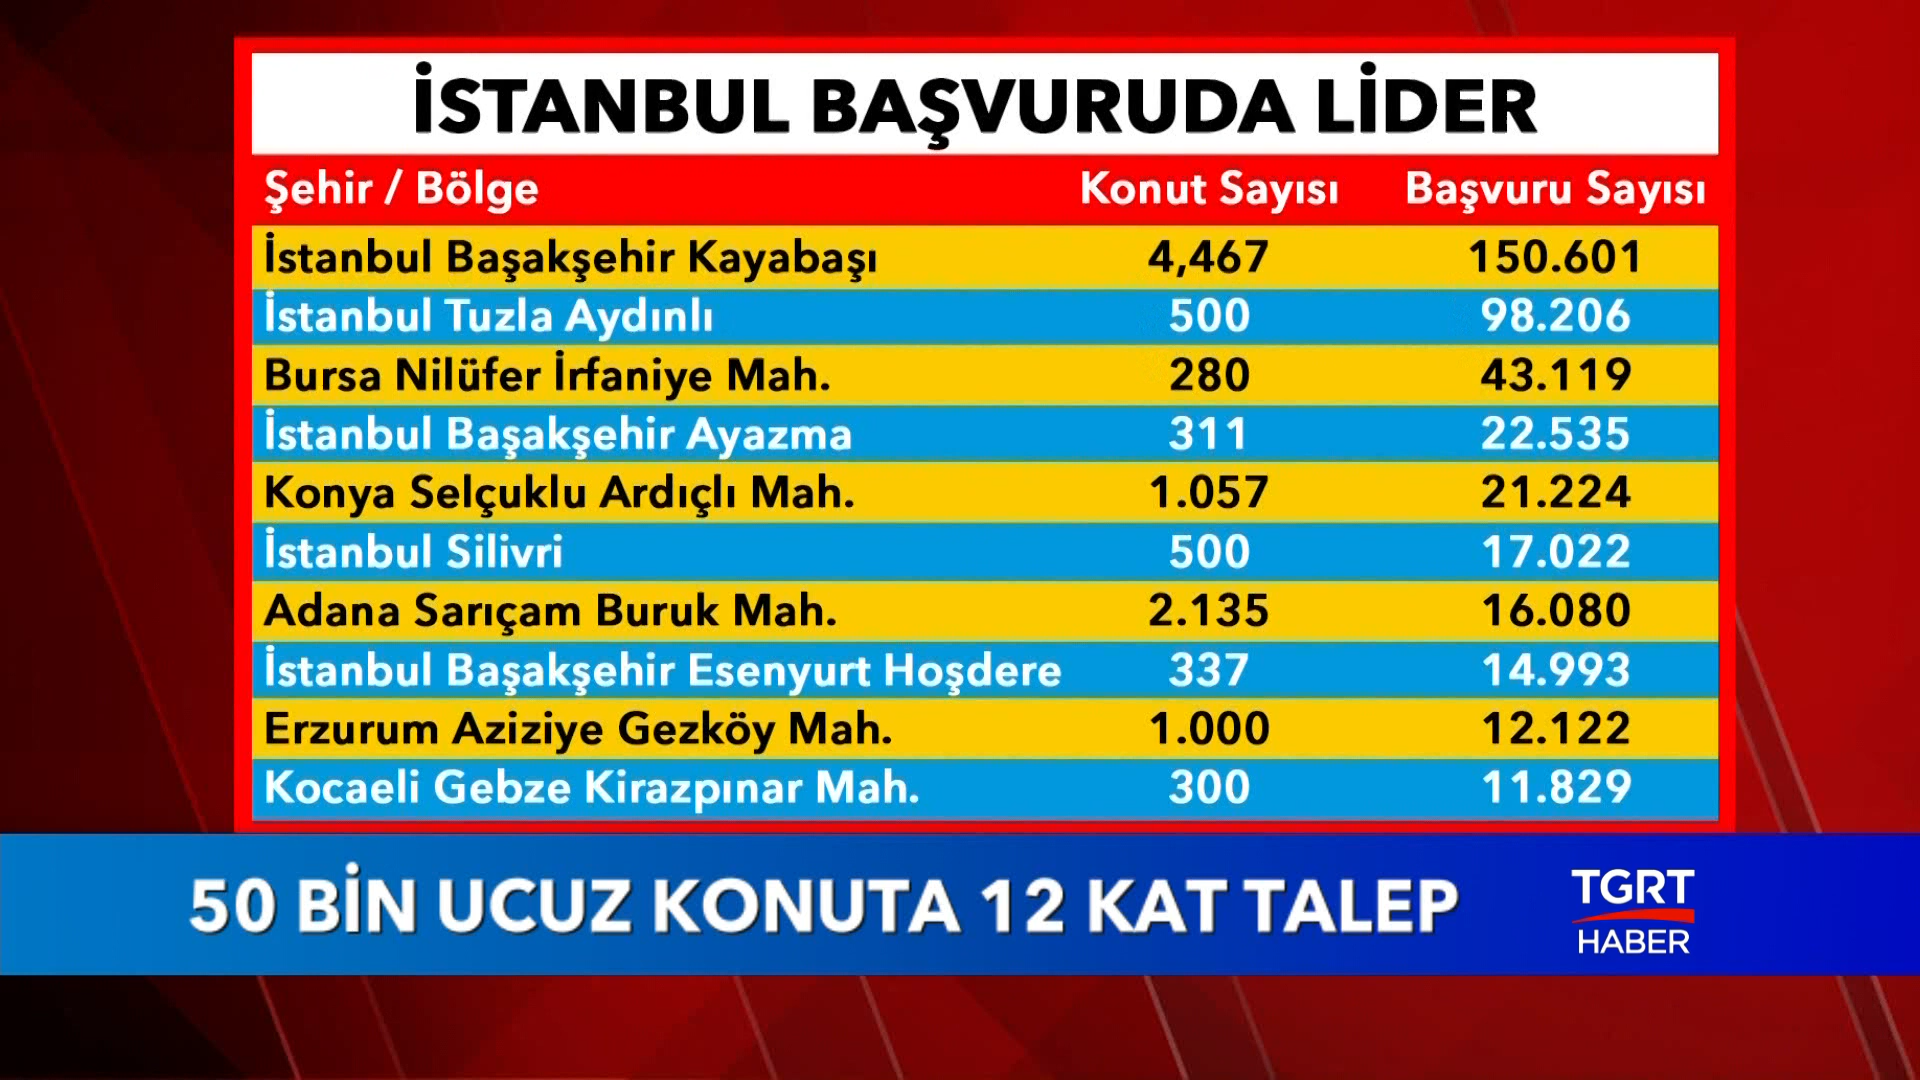 İSTANBUL BAŞVURUDA LİDER
Şehir / Bölge Konut Sayısı Başvuru Sayısı
İstanbul Başakşehir Kayabaşı 4,467 150.601
İstanbul Tuzla Aydınlı 500 98.206
Bursa Nilüfer İrfaniye Mah. 280 43.119
İstanbul Başakşehir Ayazma 311 22.535
Konya Selçuklu Ardıçlı Mah. 1.057 21.224
İstanbul Silivri 500 17.022
Adana Sarıçam Buruk Mah. 2.135 16.080
İstanbul Başakşehir Esenyurt Hoşdere 337 14.993
Erzurum Aziziye Gezköy Mah. 1.000 12.122
Kocaeli Gebze Kirazpınar Mah. 300 11.829
50 BİN UCUZ KONUTA 12 KAT TALEP
TGRT
HABER